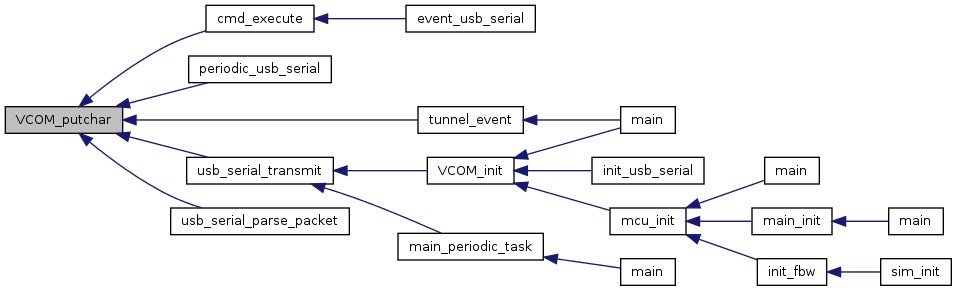 cmd_execute
event_usb_serial
periodic_usb_serial
VCOM_putchar
tunnel_event
main
usb_serial_transmit
VCOM_init
init_usb_serial
main
usb_serial_parse_packet
mcu_init
main_init
main
main_periodic_task
main
init_fbw
sim_init